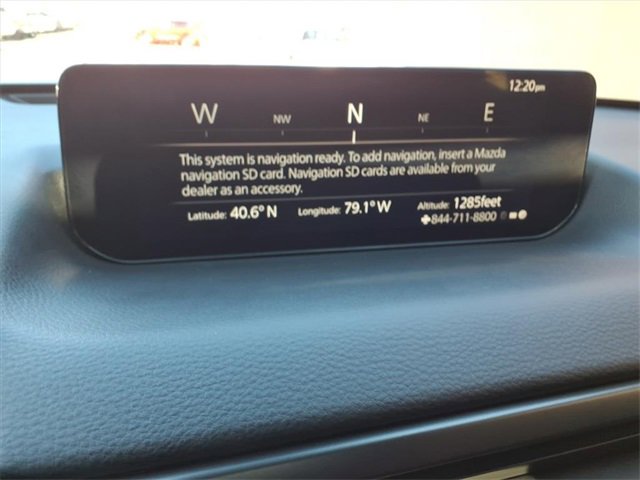 12:20pm
W NW N NE E
This system is navigation ready. To add navigation, insert a Mazda
navigation SD card. Navigation SD cards are available from your
dealer as an accessory.
Latitude: 40.6° N Longitude: 79.1° W Altitude: 1285feet
844-711-8800